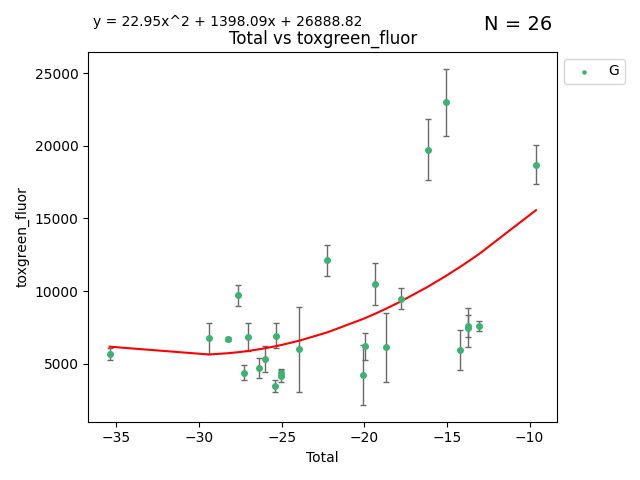 y = 22.95x^2 + 1398.09x + 26888.82
N = 26
Total vs toxgreen_fluor
G
25000
20000
15000
10000
5000
toxgreen_fluor
−35 −30 −25 −20 −15 −10
Total